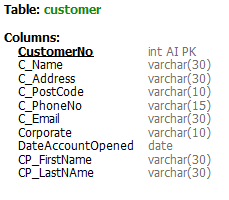 Table: customer
Columns:
CustomerNo int AI PK
C_Name varchar(30)
C_Address varchar(30)
C_PostCode varchar(10)
C_PhoneNo varchar(15)
C_Email varchar(30)
Corporate varchar(10)
DateAccountOpened date
CP_FirstName varchar(30)
CP_LastNAme varchar(30)